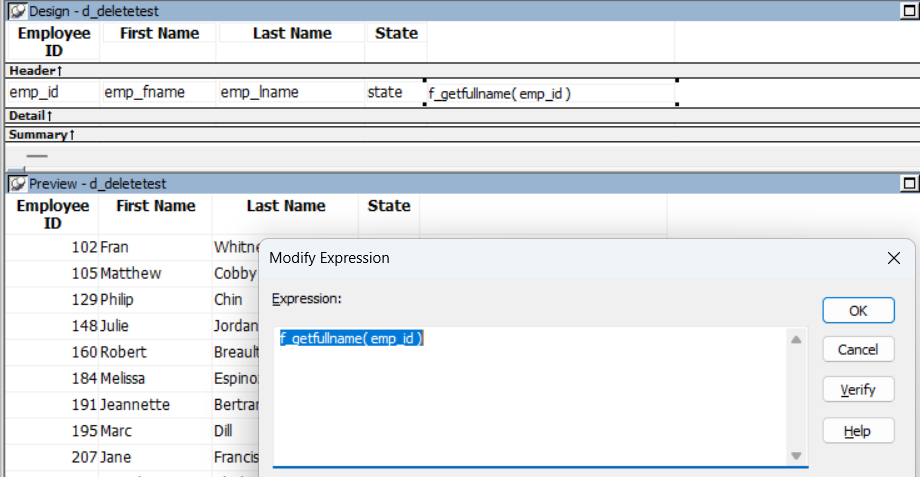 Design - d_deletetest
Employee ID First Name Last Name State
Header↑
emp_id emp_fname emp_lname state f_getfullname( emp_id )
Detail↑
Summary↑
Preview - d_deletetest
Employee ID First Name Last Name State
102 Fran Whitne
105 Matthew Cobby
129 Philip Chin
148 Julie Jordan
160 Robert Breault
184 Melissa Espino
191 Jeannette Bertra
195 Marc Dill
207 Jane Francis
Modify Expression
Expression:
f_getfullname( emp_id )
OK
Cancel
Verify
Help